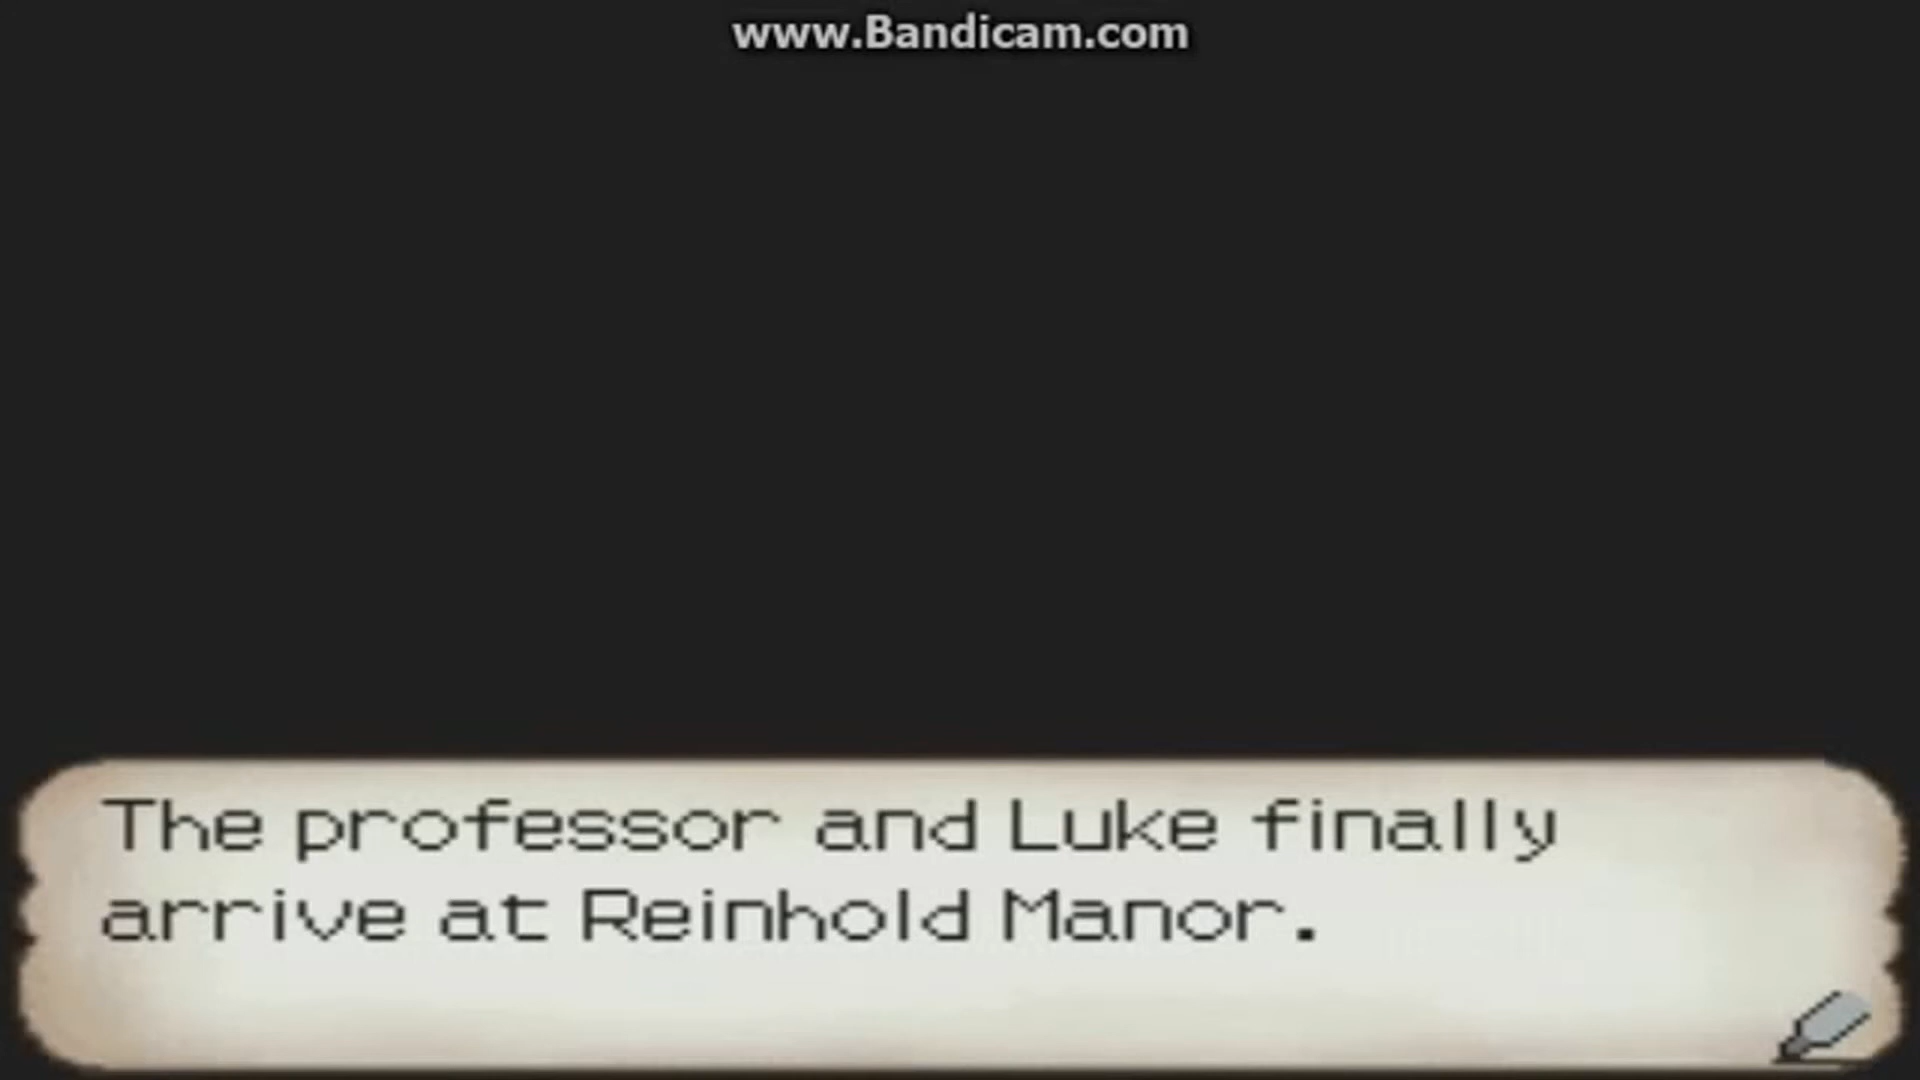 www.Bandicam.com
The professor and Luke finally
arrive at Reinhold Manor.